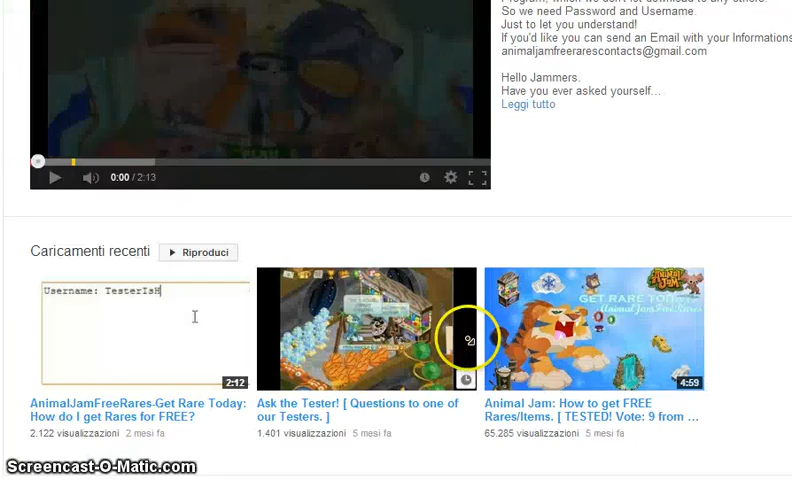 Program, which we don't let download to any others.
So we need Password and Username.
Just to let you understand!
If you'd like you can send an Email with your Informations
animaljamfreerarescontacts@gmail.com
Hello Jammers.
Have you ever asked yourself...
Leggi tutto
0:00 / 2:13
Caricamenti recenti
Riproduci
Username: TesterIsH
2:12
ANIMAL JAM
GET RARE TODAY
AnimalJamFreeRares
4:59
AnimalJamFreeRares-Get Rare Today:
How do I get Rares for FREE?
2.122 visualizzazioni 2 mesi fa
Ask the Tester! [ Questions to one of
our Testers. ]
1.401 visualizzazioni 5 mesi fa
Animal Jam: How to get FREE
Rares/Items. [ TESTED! Vote: 9 from ...
65.285 visualizzazioni 5 mesi fa
Screencast-O-Matic.com